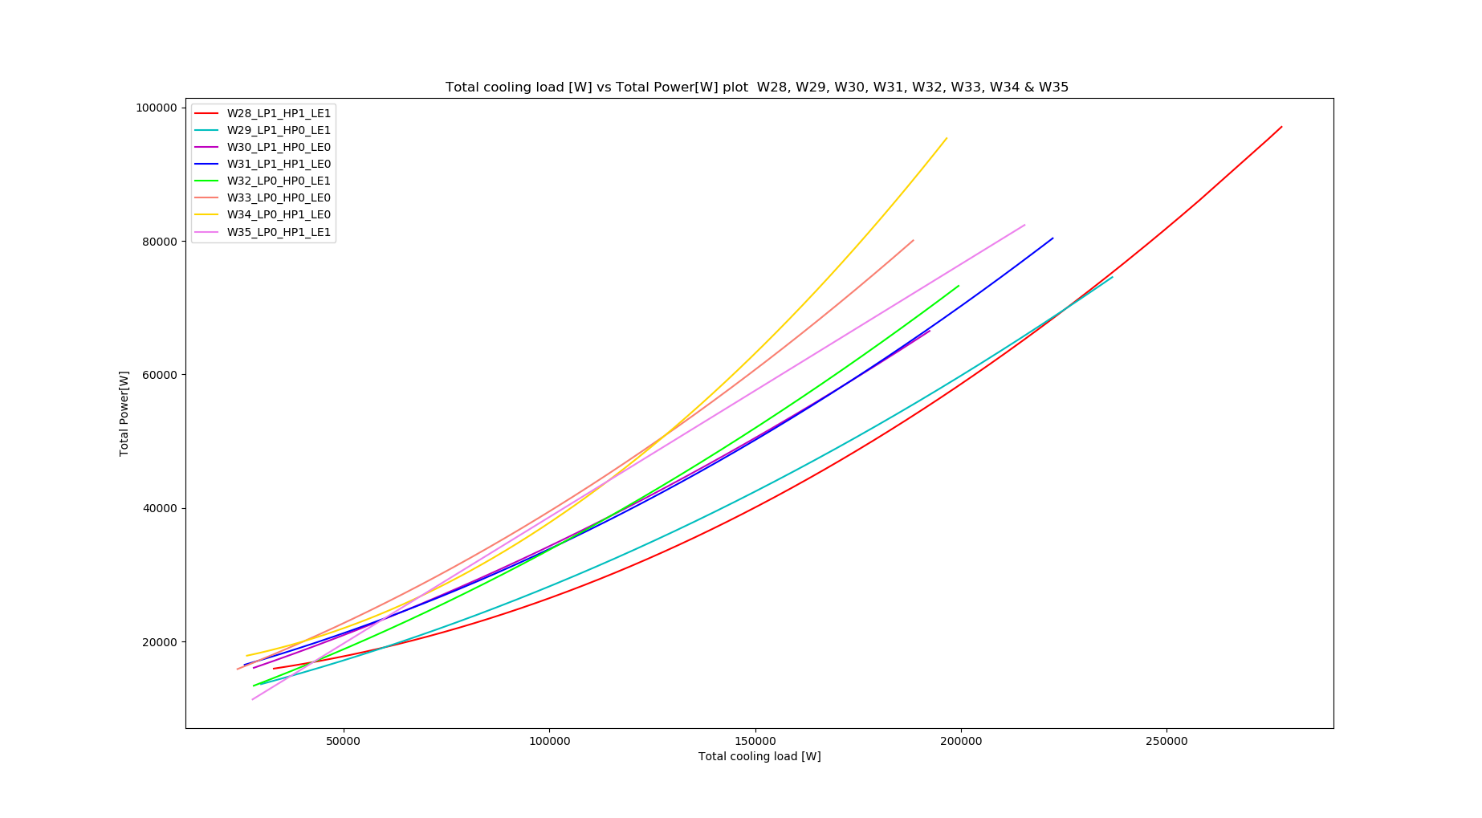 Total cooling load [W] vs Total Power[W] plot  W28, W29, W30, W31, W32, W33, W34 & W35
100000
80000
60000
40000
20000
Total Power[W]
W28_LP1_HP1_LE1
W29_LP1_HP0_LE1
W30_LP1_HP0_LE0
W31_LP1_HP1_LE0
W32_LP0_HP0_LE1
W33_LP0_HP0_LE0
W34_LP0_HP1_LE0
W35_LP0_HP1_LE1
50000 100000 150000 200000 250000
Total cooling load [W]